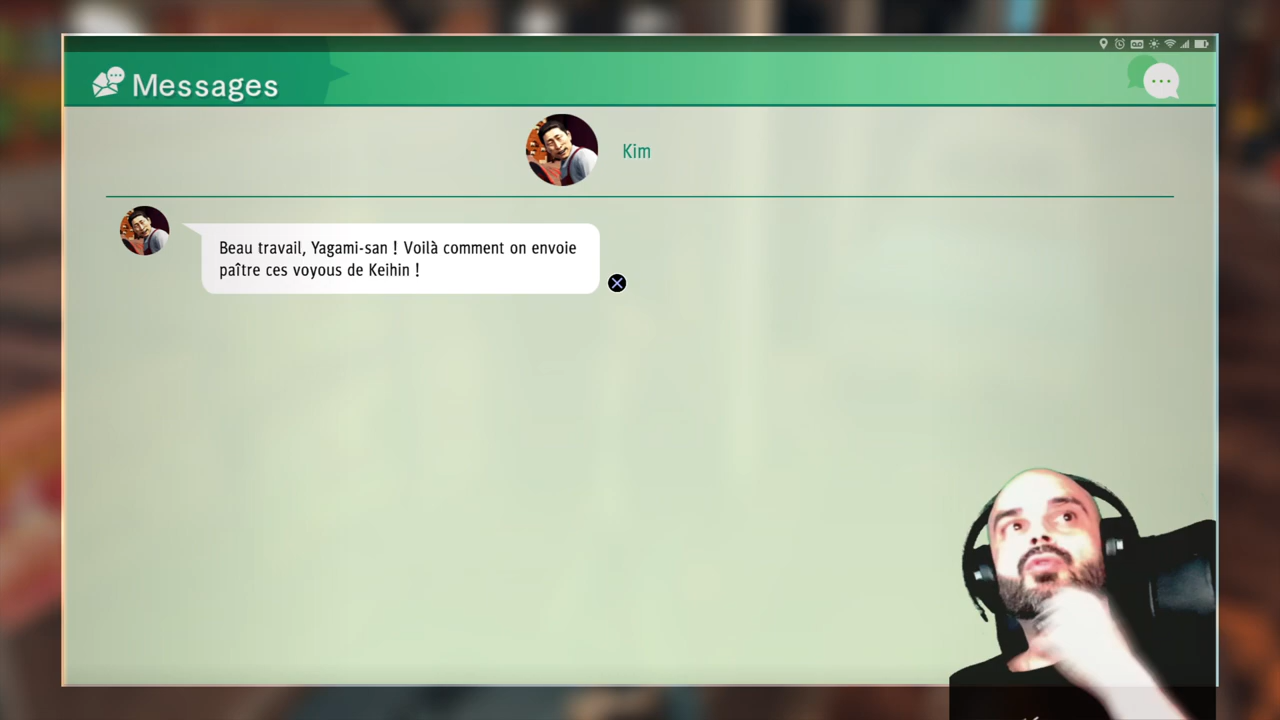 Messages
Kim
Beau travail, Yagami-san ! Voilà comment on envoie
paître ces voyous de Keihin !